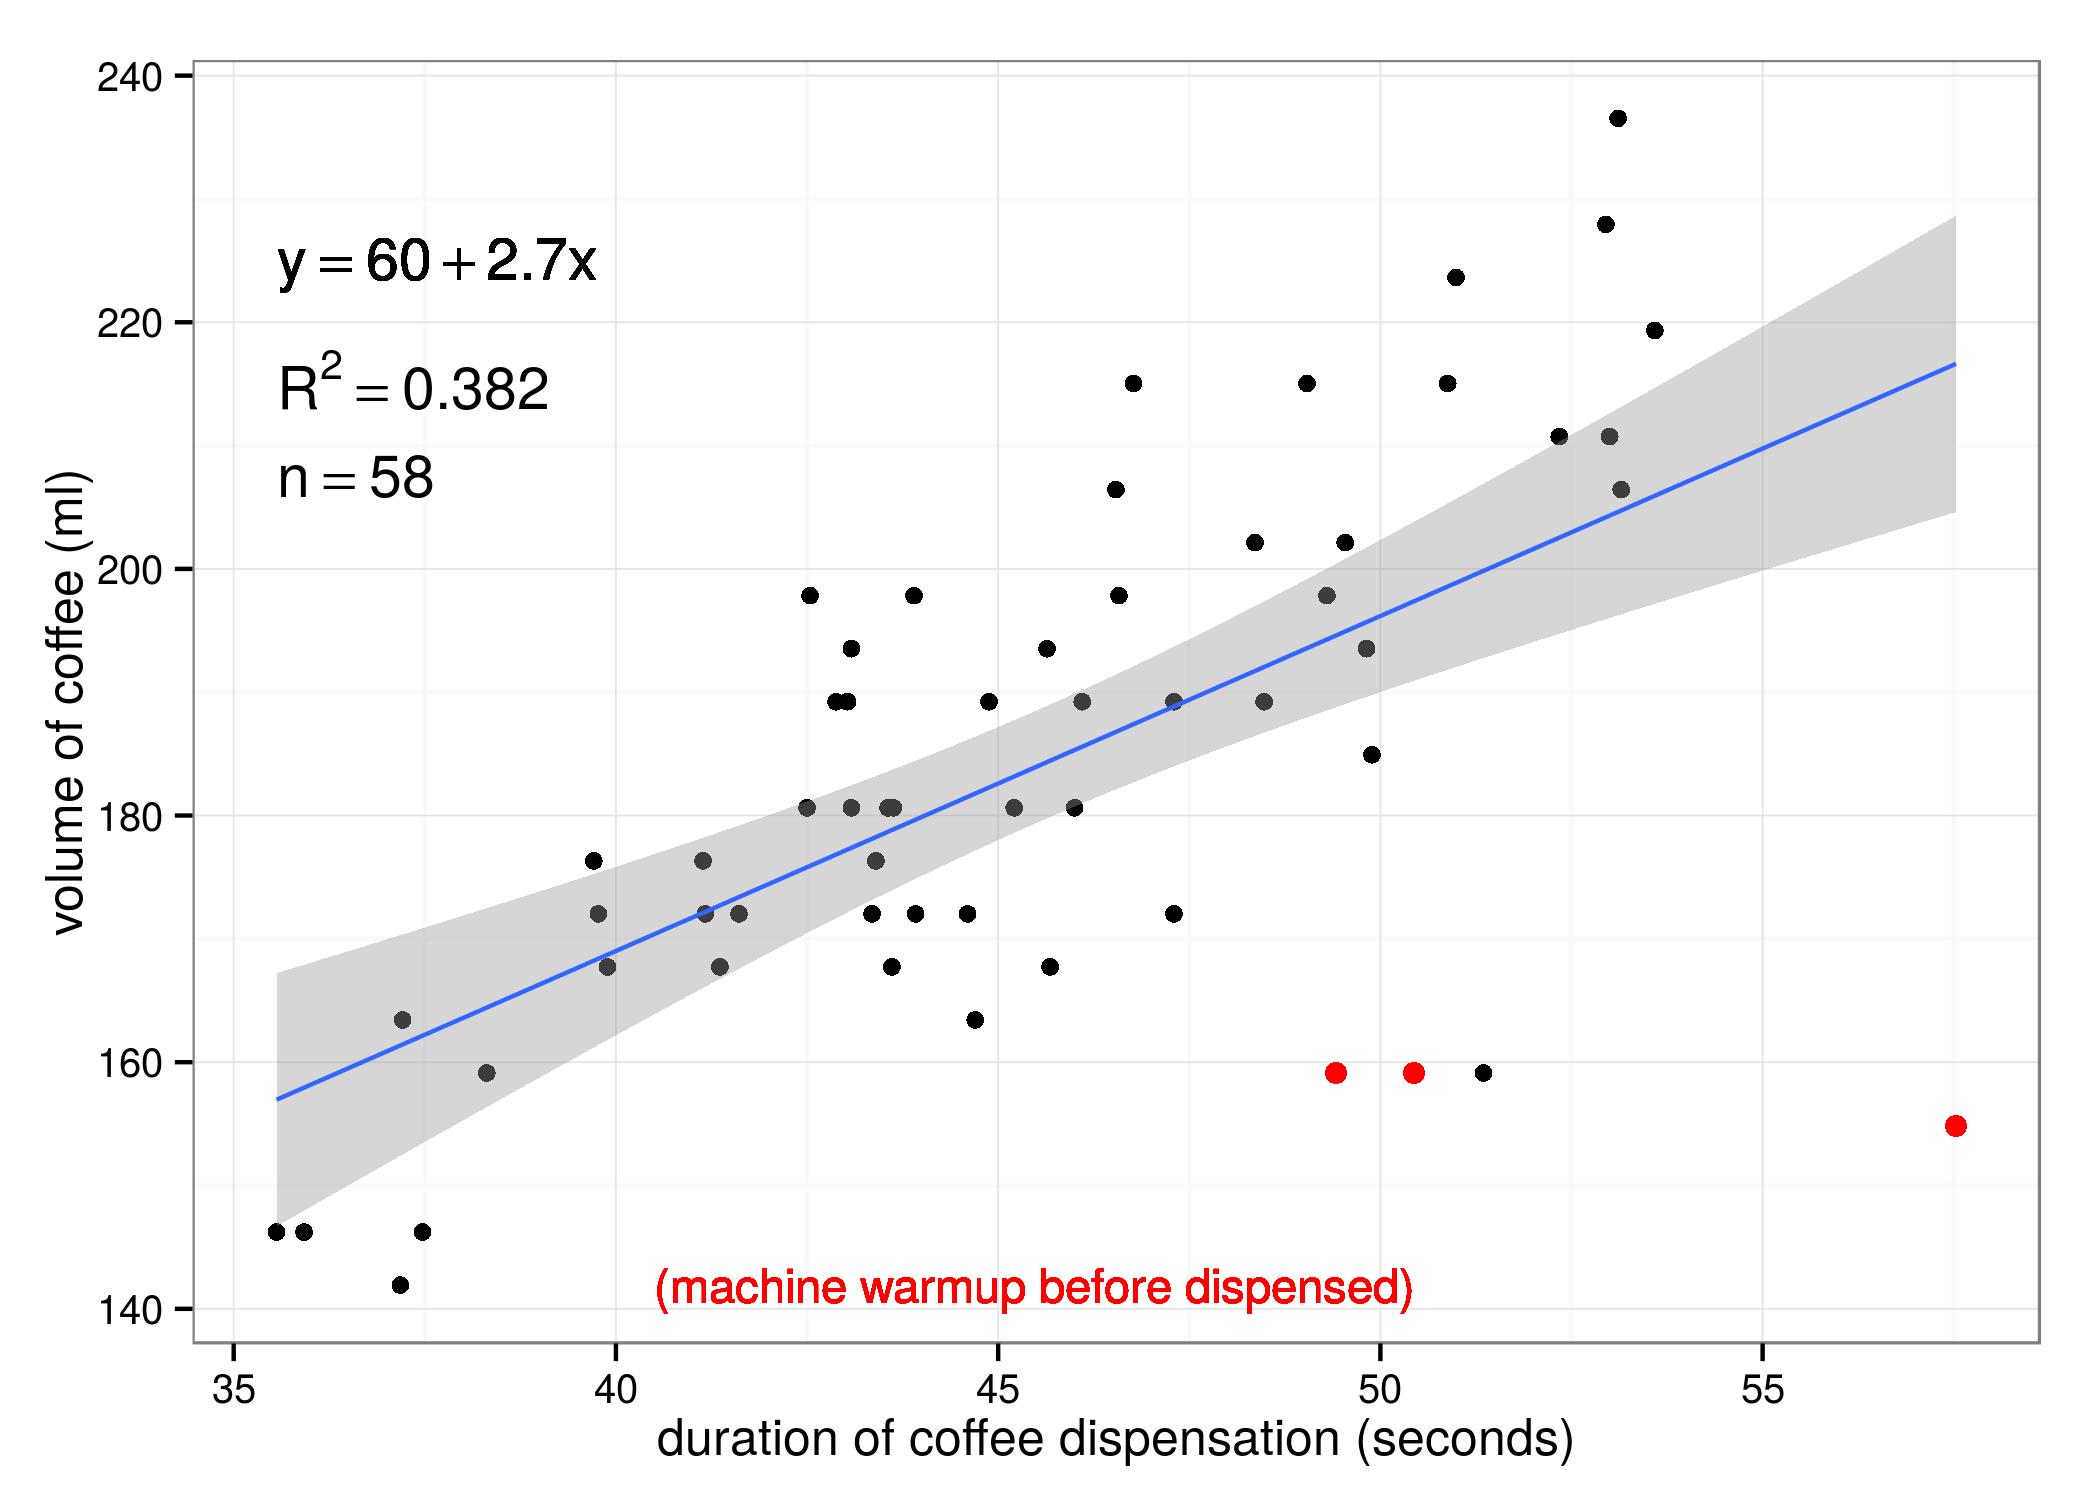 240
220
200
180
160
140
volume of coffee (ml)
y = 60 + 2.7x
R² = 0.382
n = 58
(machine warmup before dispensed)
35 40 45 50 55
duration of coffee dispensation (seconds)